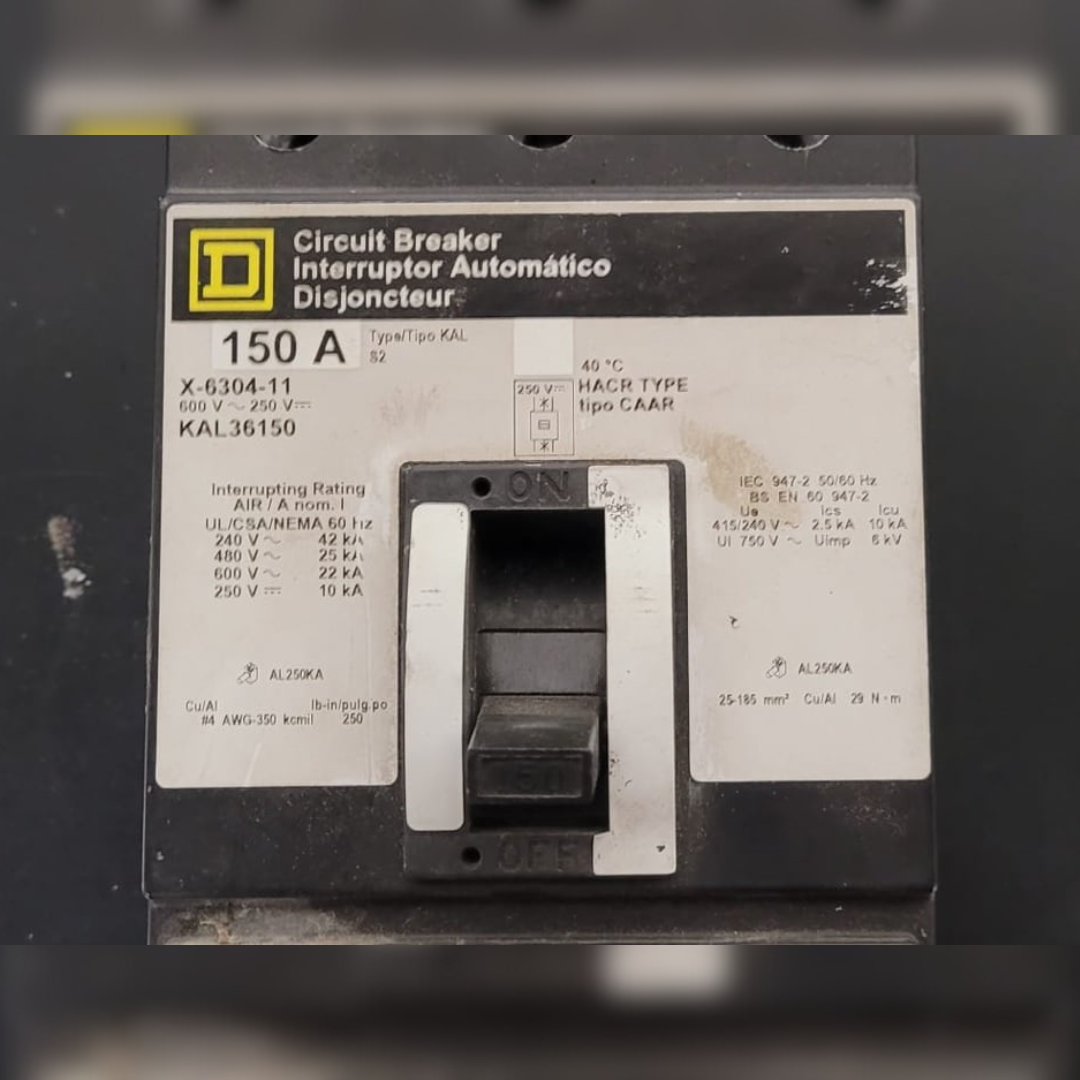 D
Circuit Breaker
Interruptor Automático
Disjoncteur
150 A
Type/Tipo KAL
S2
X-6304-11
600 V ~ 250 V⎓
KAL36150
40 °C
HACR TYPE
tipo CAAR
250 V⎓
Interrupting Rating
AIR / A nom. I
UL/CSA/NEMA 60 Hz
240 V ~ 42 kA
480 V ~ 25 kA
600 V ~ 22 kA
250 V ⎓ 10 kA
AL250KA
Cu/Al lb-in/pulg.po
#4 AWG-350 kcmil 250
ON
150
OFF
IEC 947-2 50/60 Hz
BS EN 60 947-2
Ue Ics Icu
415/240 V ~ 2.5 kA 10 kA
Ui 750 V ~ Uimp 6 kV
AL250KA
25-185 mm² Cu/Al 29 N·m